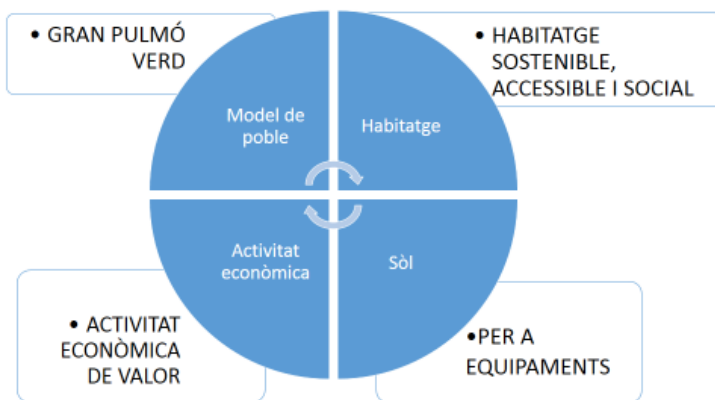 • GRAN PULMÓ
VERD
• HABITATGE
SOSTENIBLE,
ACCESSIBLE I SOCIAL
Model de
poble
Habitatge
Activitat
econòmica
Sòl
• ACTIVITAT
ECONÒMICA
DE VALOR
•PER A
EQUIPAMENTS